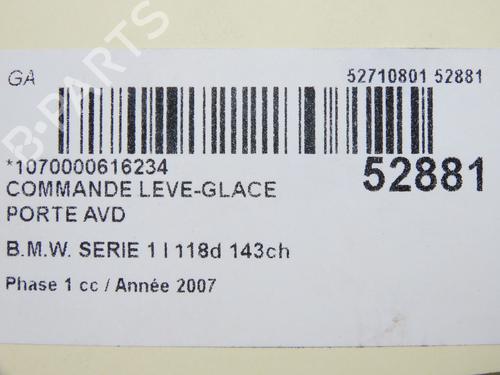 GA
52710801 52881
*1070000616234
52881
COMMANDE LEVE-GLACE
PORTE AVD
B.M.W. SERIE 1 I 118d 143ch
Phase 1 cc / Année 2007
B-PARTS